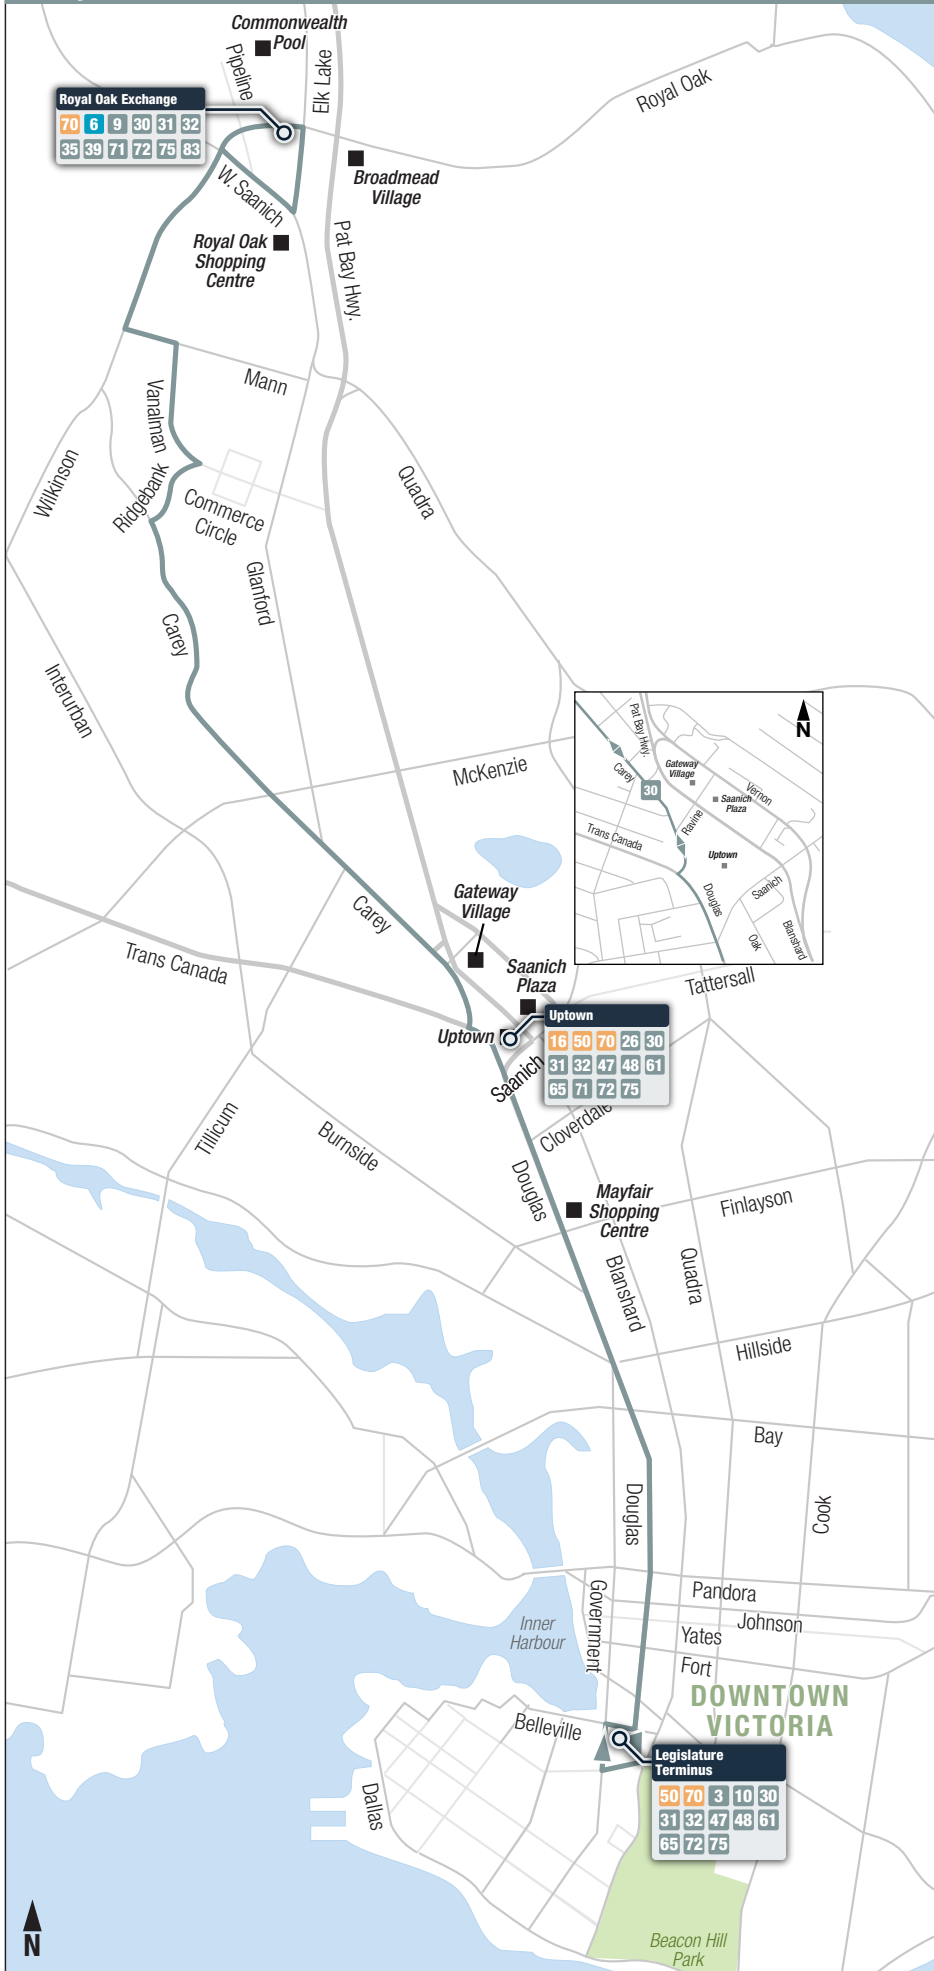 Commonwealth
Pool
Pipeline
Elk Lake
Royal Oak
Royal Oak Exchange
70 6 9 30 31 32
35 39 71 72 75 83
Broadmead
Village
W. Saanich
Royal Oak
Shopping
Centre
Pat Bay Hwy.
Mann
Vanalman
Wilkinson
Ridgebank
Commerce
Circle
Quadra
Glanford
Carey
Interurban
McKenzie
N
Pat Bay Hwy.
Gateway
Village
Carey
30
Vernon
Saanich
Plaza
Ravine
Trans Canada
Uptown
Saanich
Douglas
Oak
Blanshard
Gateway
Village
Carey
Trans Canada
Saanich
Plaza
Tattersall
Uptown
Uptown
16 50 70 26 30
31 32 47 48 61
65 71 72 75
Saanich
Cloverdale
Tillicum
Burnside
Douglas
Mayfair
Shopping
Centre
Finlayson
Blanshard
Quadra
Hillside
Bay
Douglas
Cook
Government
Pandora
Johnson
Yates
Fort
Inner
Harbour
DOWNTOWN
VICTORIA
Belleville
Legislature
Terminus
50 70 3 10 30
31 32 47 48 61
65 72 75
Dallas
Beacon Hill
Park
N